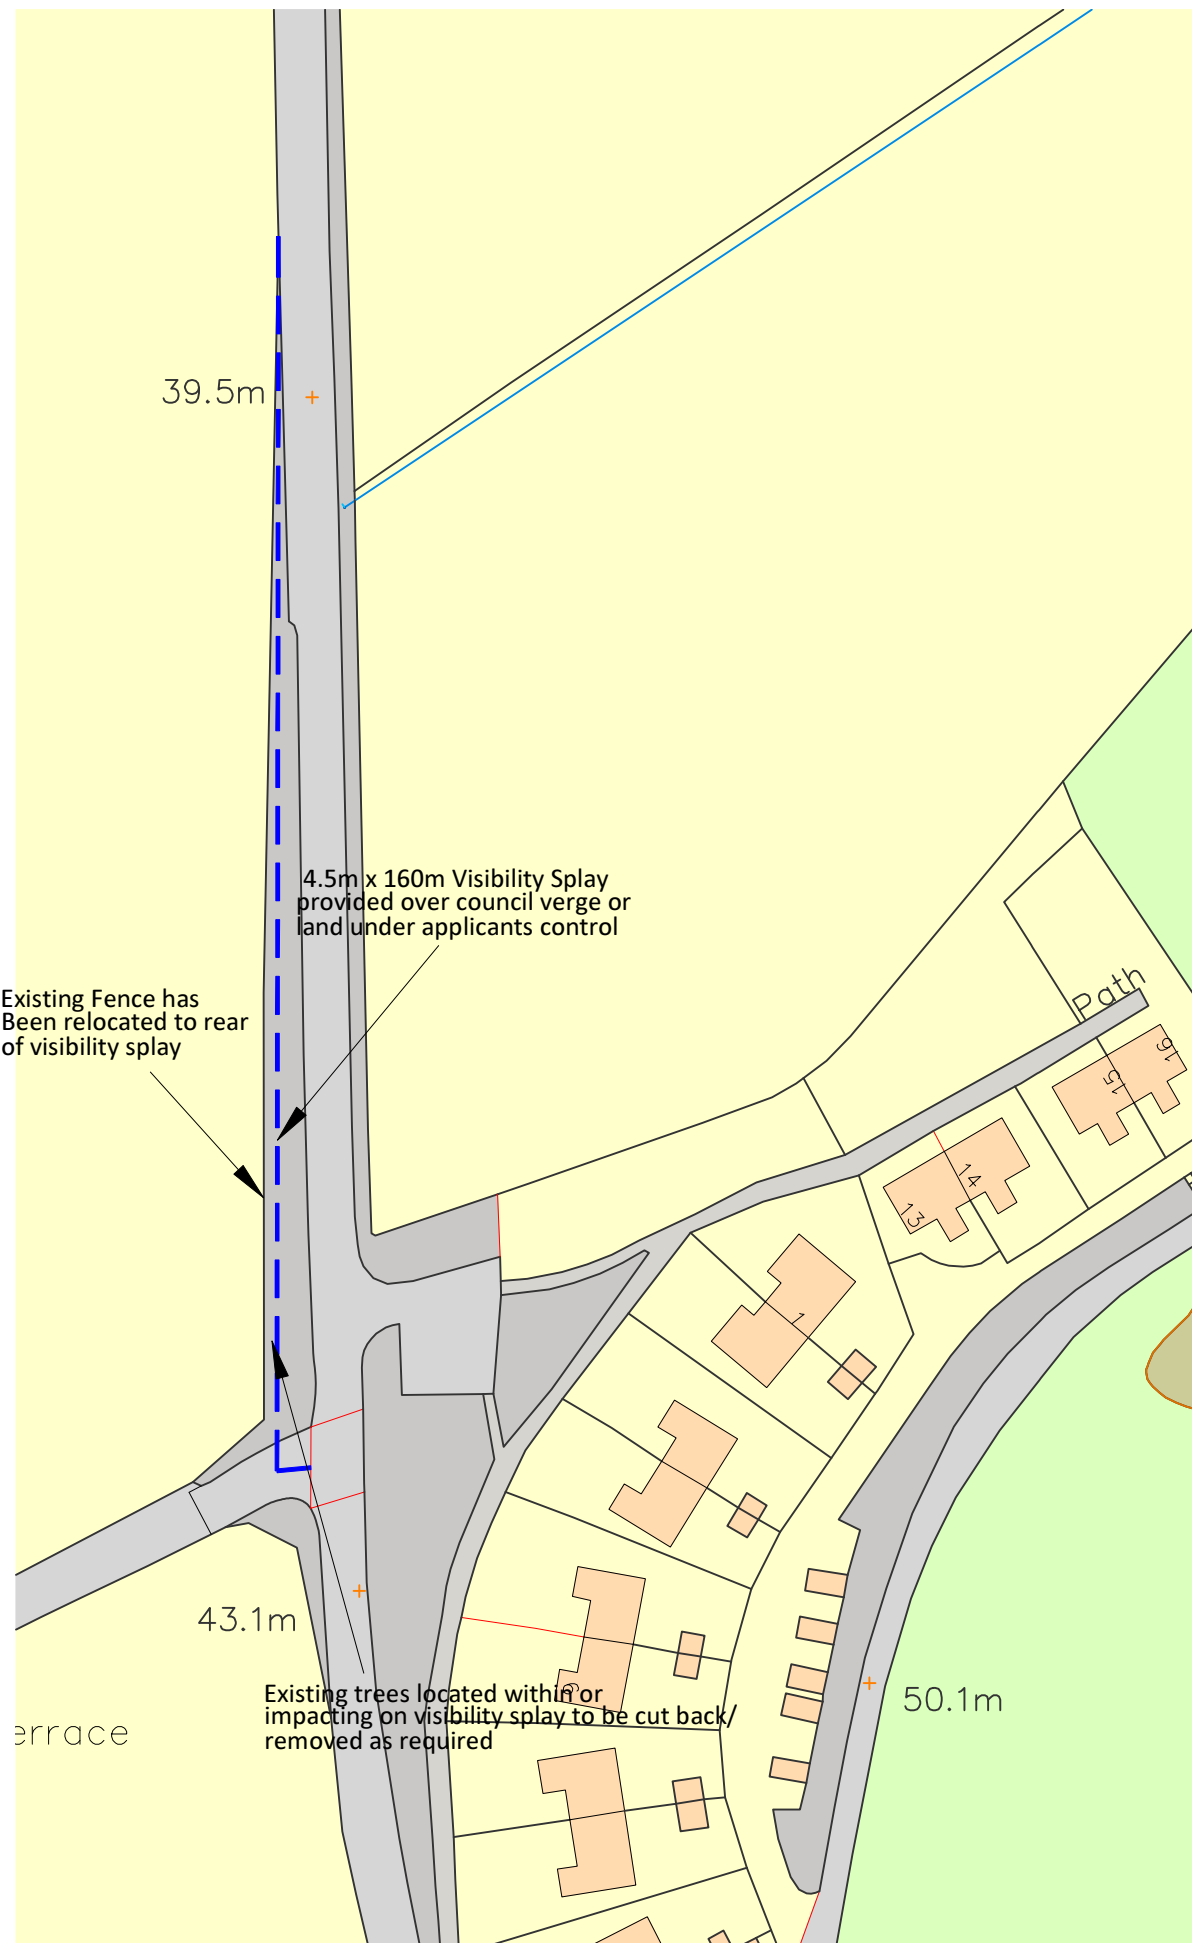 39.5m
4.5m x 160m Visibility Splay
provided over council verge or
land under applicants control
Existing Fence has
Been relocated to rear
of visibility splay
Path
16
15
14
13
1
43.1m
Existing trees located within or
impacting on visibility splay to be cut back/
removed as required
6
50.1m
errace